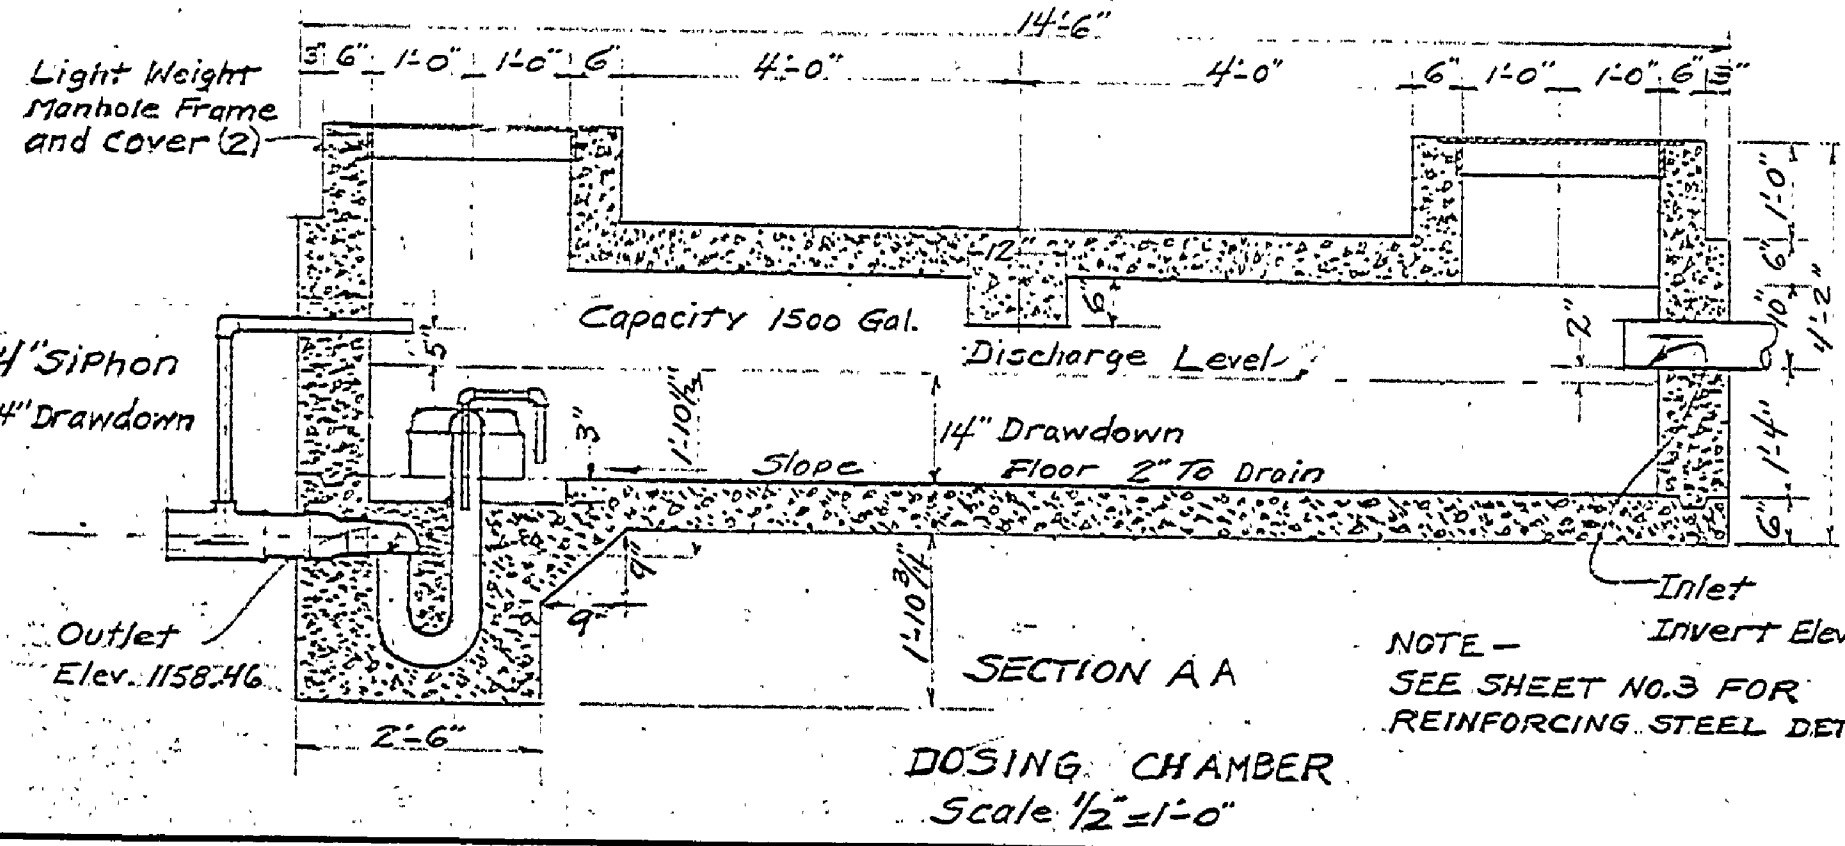 14'-6"
3" 6" 1'-0" 1'-0" 6" 4'-0" 4'-0" 6" 1'-0" 1'-0" 6" 3"
Light Weight
Manhole Frame
and Cover (2)
1'-0"
6"
10"
4'-2"
1'-4"
6"
12"
6"
Capacity 1500 Gal.
2"
5"
Discharge Level
4" Siphon
4" Drawdown
1'-10 1/2"
3"
14" Drawdown
Slope Floor 2" To Drain
9"
9"
1'-10 3/4"
Outlet
Elev. 1158.46
Inlet
Invert Elev
2'-6"
SECTION A A
NOTE -
SEE SHEET NO.3 FOR
REINFORCING STEEL DET
DOSING CHAMBER
Scale 1/2" = 1'-0"